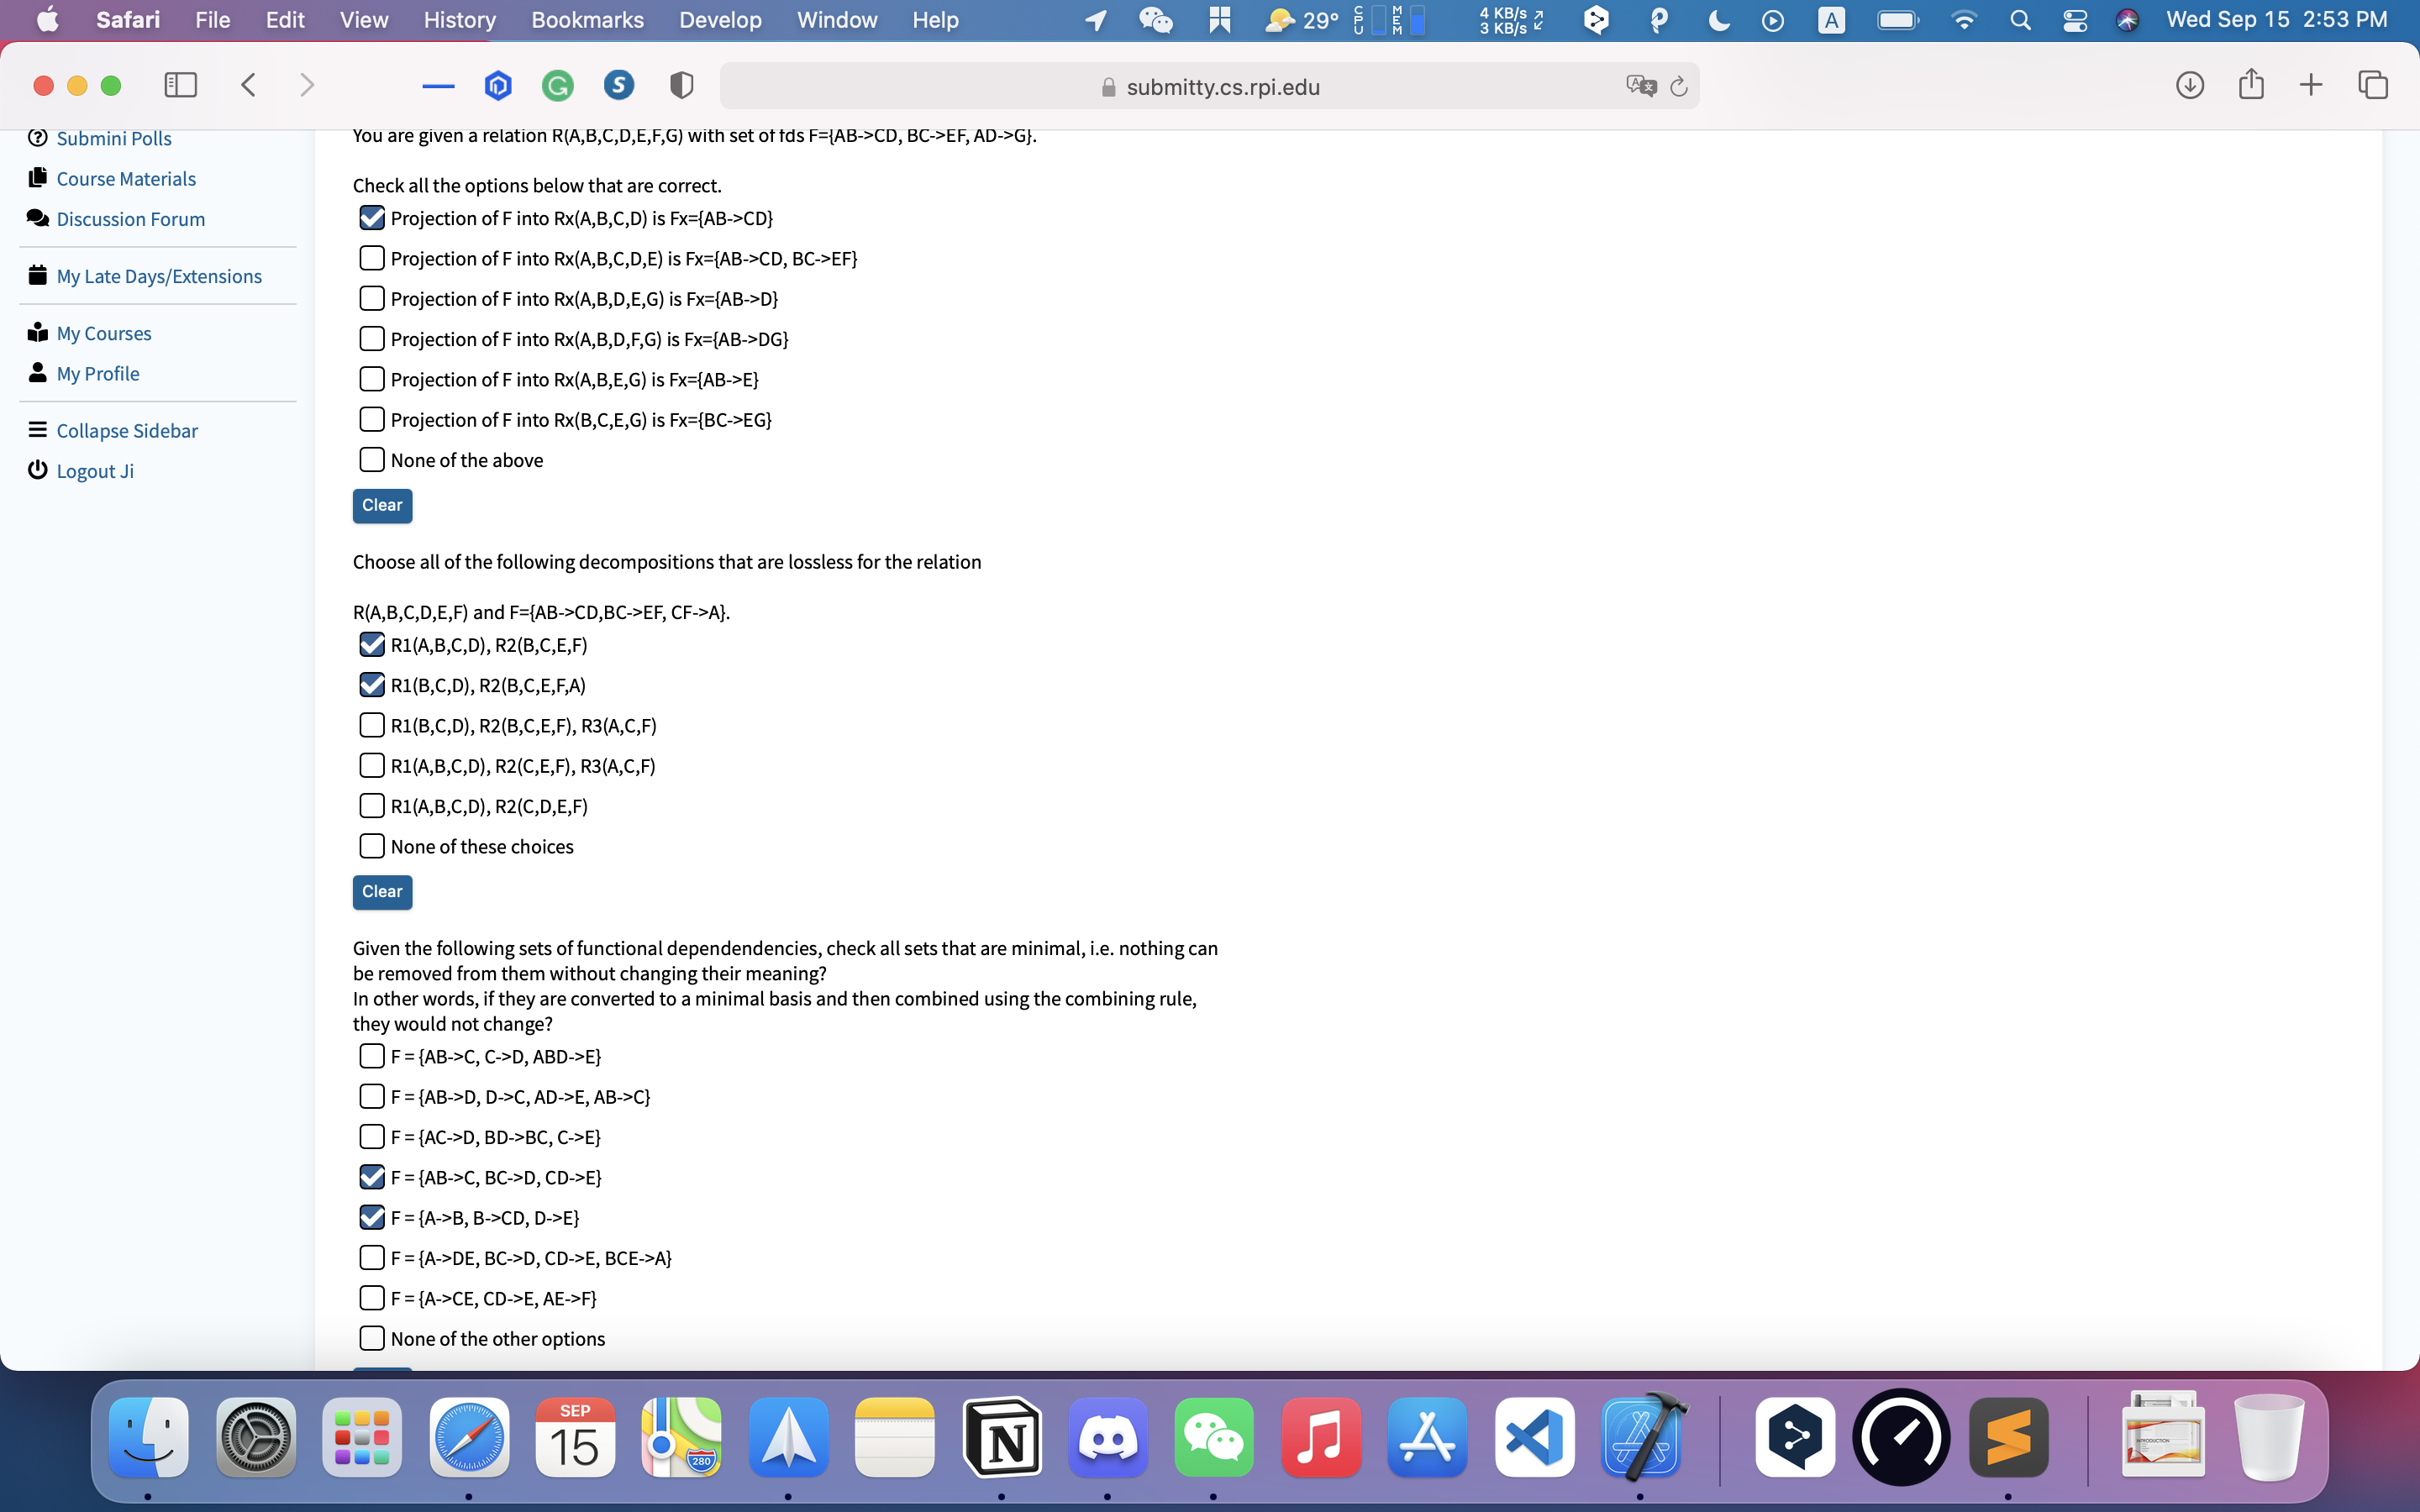 Safari File Edit View History Bookmarks Develop Window Help 29° CPU MEM 4 KB/s 3 KB/s A Wed Sep 15 2:53 PM
submitty.cs.rpi.edu
Submini Polls
Course Materials
Discussion Forum
My Late Days/Extensions
My Courses
My Profile
Collapse Sidebar
Logout Ji
You are given a relation R(A,B,C,D,E,F,G) with set of fds F={AB->CD, BC->EF, AD->G}.
Check all the options below that are correct.
Projection of F into Rx(A,B,C,D) is Fx={AB->CD}
Projection of F into Rx(A,B,C,D,E) is Fx={AB->CD, BC->EF}
Projection of F into Rx(A,B,D,E,G) is Fx={AB->D}
Projection of F into Rx(A,B,D,F,G) is Fx={AB->DG}
Projection of F into Rx(A,B,E,G) is Fx={AB->E}
Projection of F into Rx(B,C,E,G) is Fx={BC->EG}
None of the above
Clear
Choose all of the following decompositions that are lossless for the relation
R(A,B,C,D,E,F) and F={AB->CD,BC->EF, CF->A}.
R1(A,B,C,D), R2(B,C,E,F)
R1(B,C,D), R2(B,C,E,F,A)
R1(B,C,D), R2(B,C,E,F), R3(A,C,F)
R1(A,B,C,D), R2(C,E,F), R3(A,C,F)
R1(A,B,C,D), R2(C,D,E,F)
None of these choices
Clear
Given the following sets of functional dependendencies, check all sets that are minimal, i.e. nothing can
be removed from them without changing their meaning?
In other words, if they are converted to a minimal basis and then combined using the combining rule,
they would not change?
F = {AB->C, C->D, ABD->E}
F = {AB->D, D->C, AD->E, AB->C}
F = {AC->D, BD->BC, C->E}
F = {AB->C, BC->D, CD->E}
F = {A->B, B->CD, D->E}
F = {A->DE, BC->D, CD->E, BCE->A}
F = {A->CE, CD->E, AE->F}
None of the other options
SEP
15
280
INTRODUCTION